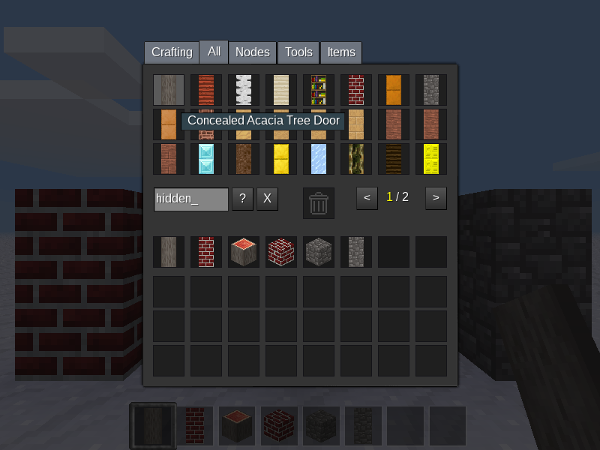 Crafting All Nodes Tools Items
Concealed Acacia Tree Door
hidden_ ? X < 1 / 2 >